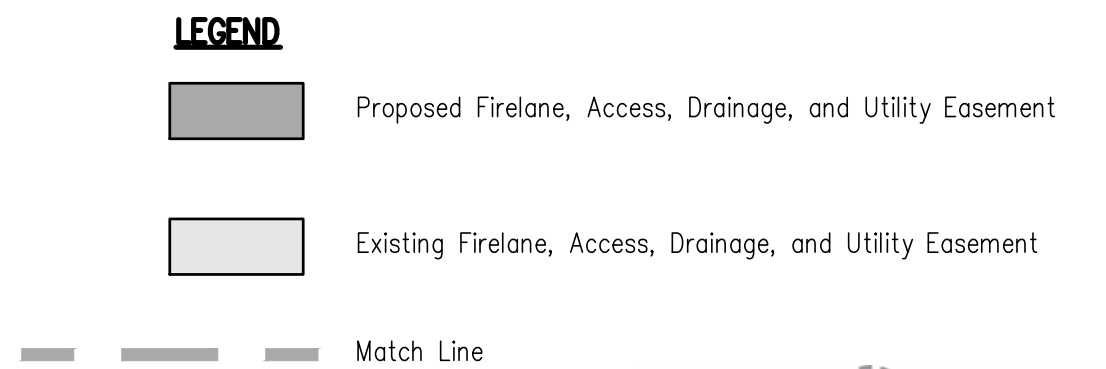 LEGEND
Proposed Firelane, Access, Drainage, and Utility Easement
Existing Firelane, Access, Drainage, and Utility Easement
Match Line